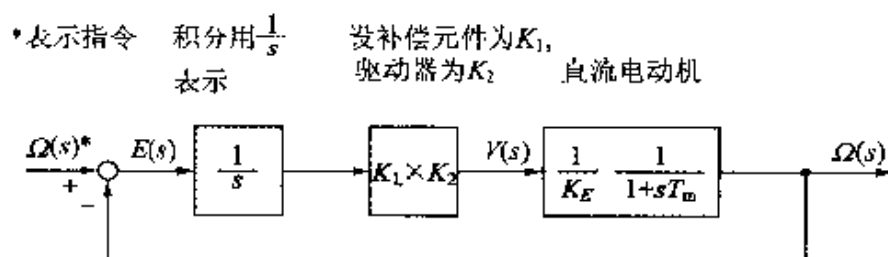 *表示指令 积分用1/s 设补偿元件为K₁,
表示 驱动器为K₂ 直流电动机
Ω(s)* E(s) 1/s K₁×K₂ V(s) 1/K_E 1/(1+sTₘ) Ω(s)
+
−